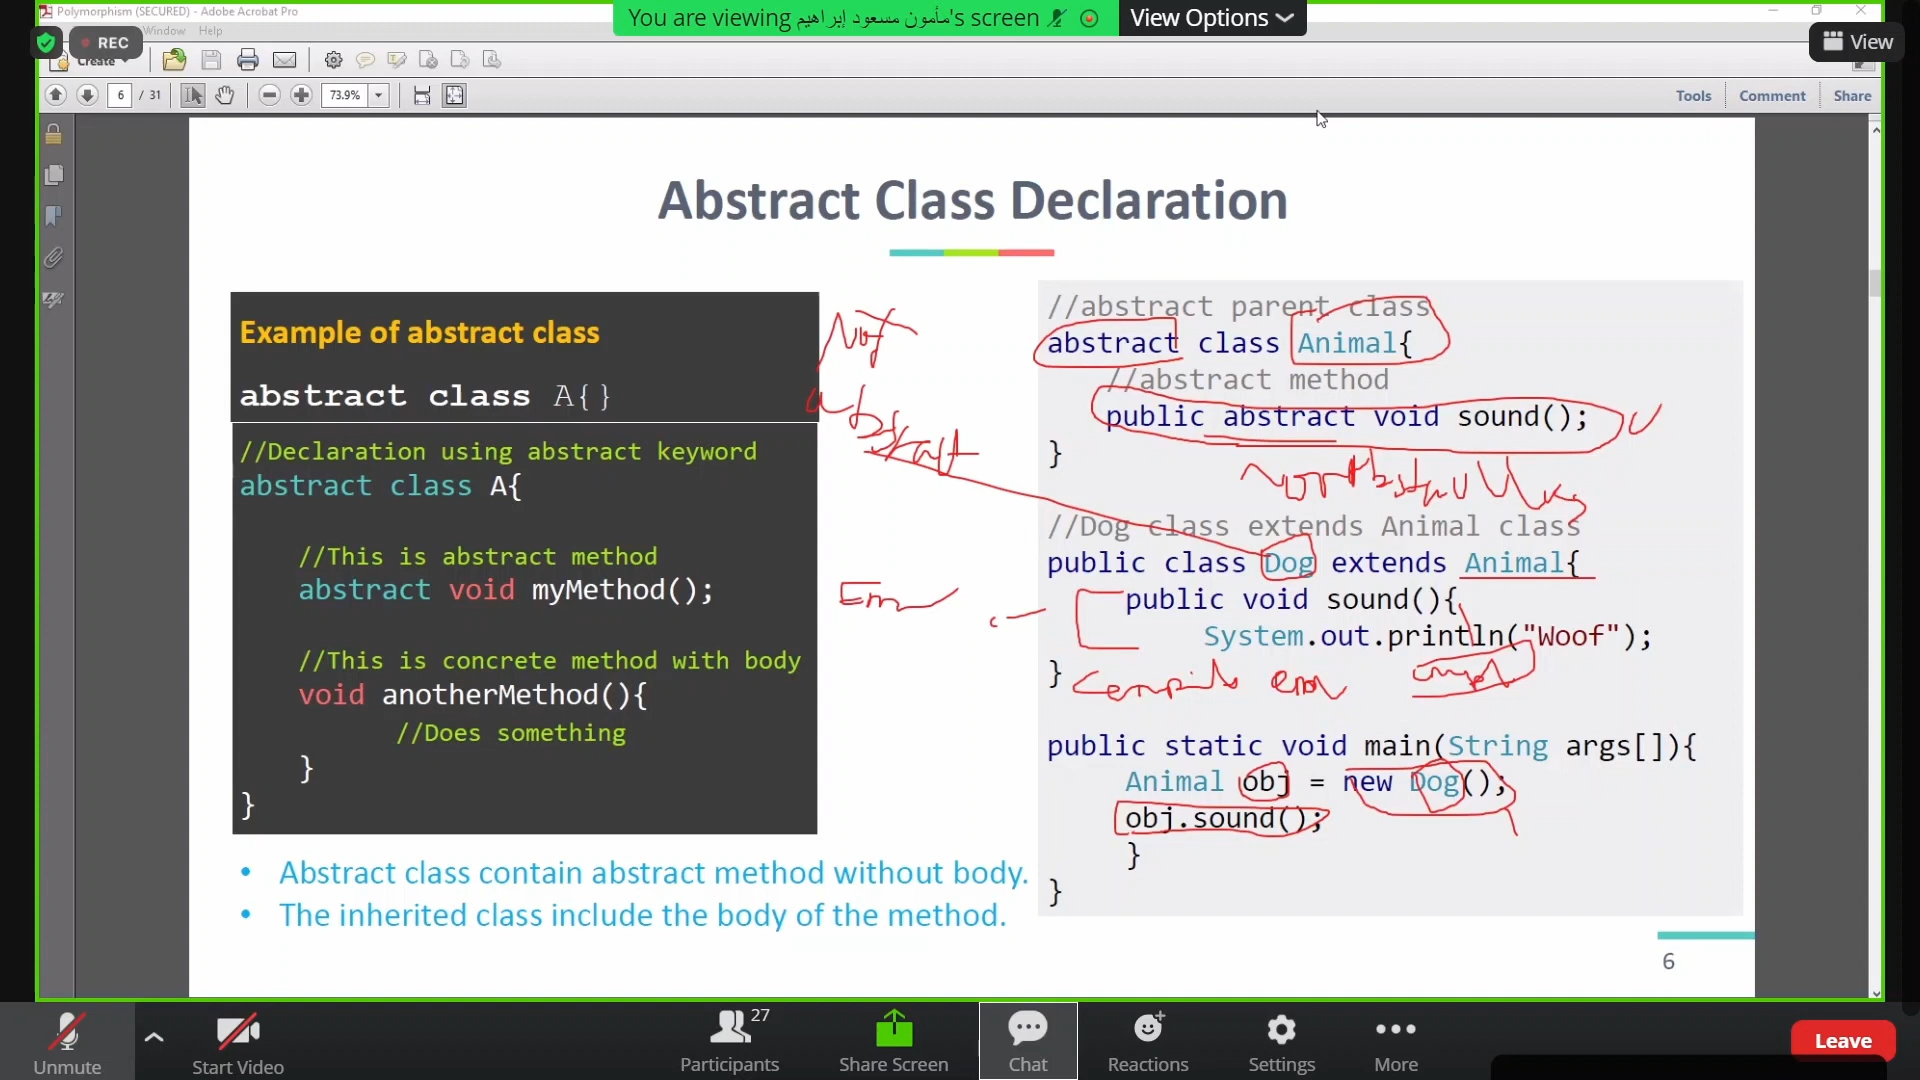 Polymorphism (SECURED) - Adobe Acrobat Pro
You are viewing مأمون مسعود إبراهيم's screen
View Options
REC
Window Help
View
Create
6 / 31
73.9%
Tools
Comment
Share
Abstract Class Declaration
Example of abstract class
abstract class A{}
//Declaration using abstract keyword
abstract class A{
//This is abstract method
abstract void myMethod();
//This is concrete method with body
void anotherMethod(){
//Does something
}
}
• Abstract class contain abstract method without body.
• The inherited class include the body of the method.
Not
abstract
Error
//abstract parent class
abstract class Animal{
//abstract method
public abstract void sound();
}
//Dog class extends Animal class
public class Dog extends Animal{
public void sound(){
System.out.println("Woof");
}
public static void main(String args[]){
Animal obj = new Dog();
obj.sound();
}
}
6
Unmute
Start Video
Participants
27
Share Screen
Chat
Reactions
Settings
More
Leave